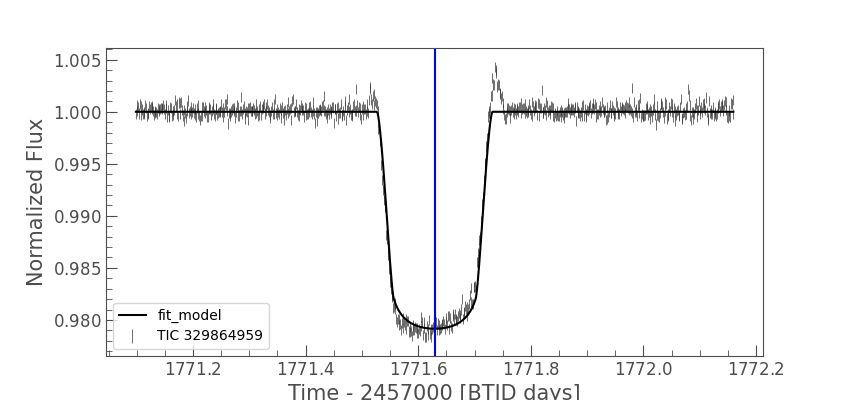 1.005
1.000
0.995
0.990
0.985
0.980
Normalized Flux
fit_model
TIC 329864959
1771.2 1771.4 1771.6 1771.8 1772.0 1772.2
Time - 2457000 [BTJD days]